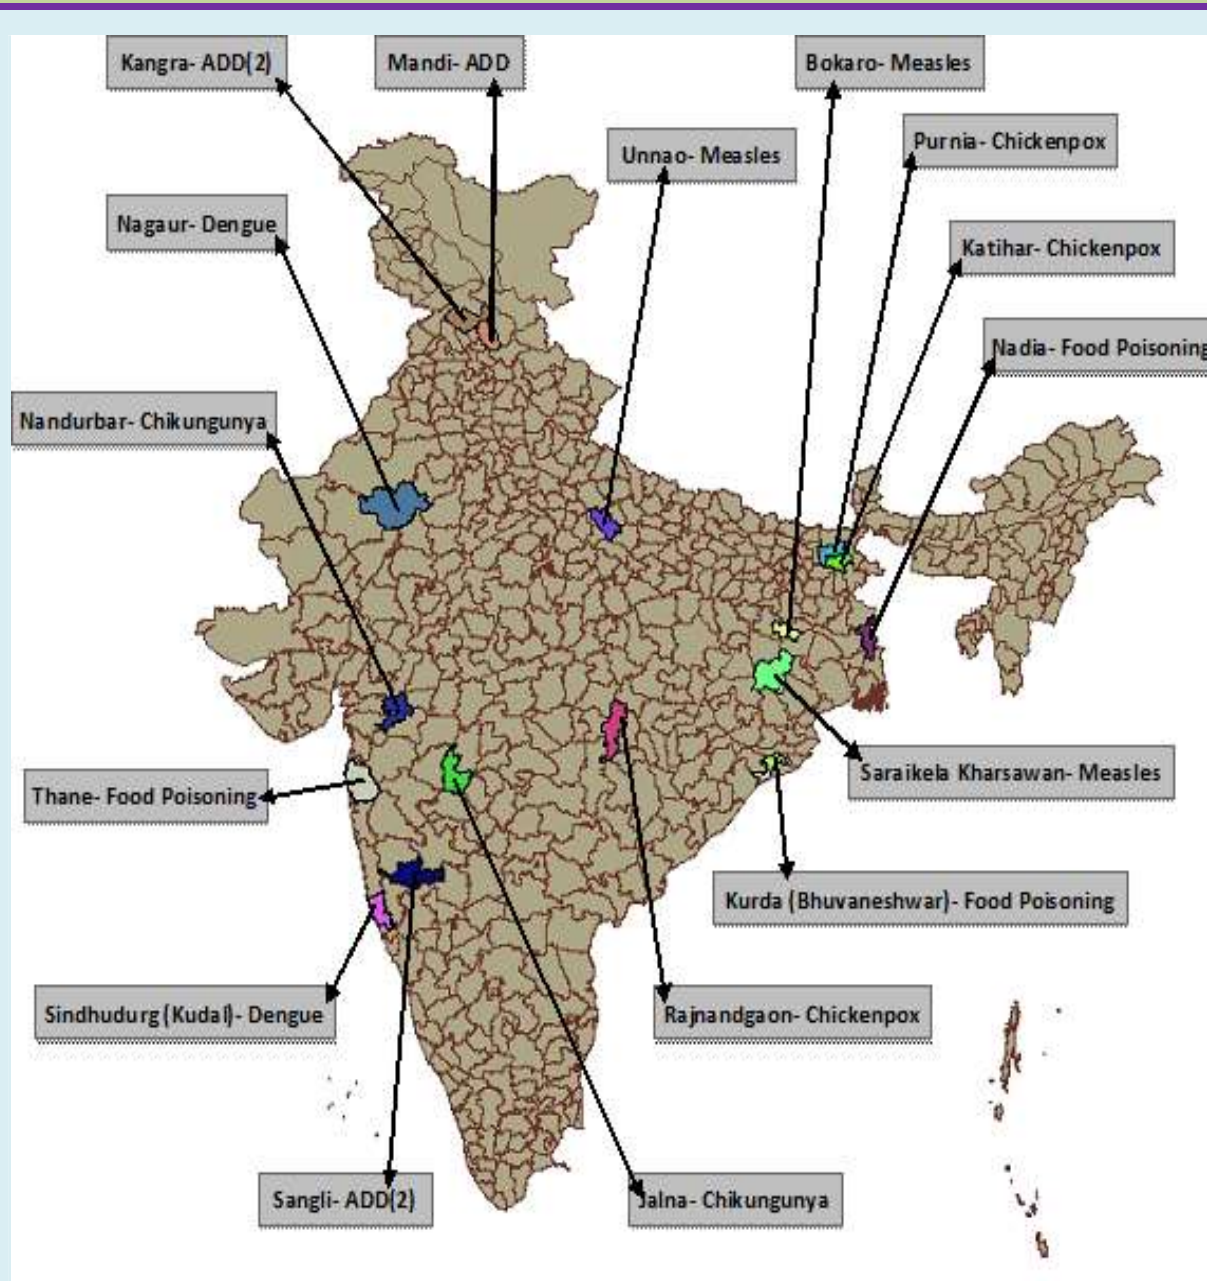 Kangra- ADD(2)
Mandi- ADD
Bokaro- Measles
Purnia- Chickenpox
Unnao- Measles
Nagaur- Dengue
Katihar- Chickenpox
Nadia- Food Poisoning
Nandurbar- Chikungunya
Saraikela Kharsawan- Measles
Thane- Food Poisoning
Kurda (Bhuvaneshwar)- Food Poisoning
Sindhudurg (Kudal)- Dengue
Rajnandgaon- Chickenpox
Sangli- ADD(2)
Jalna- Chikungunya